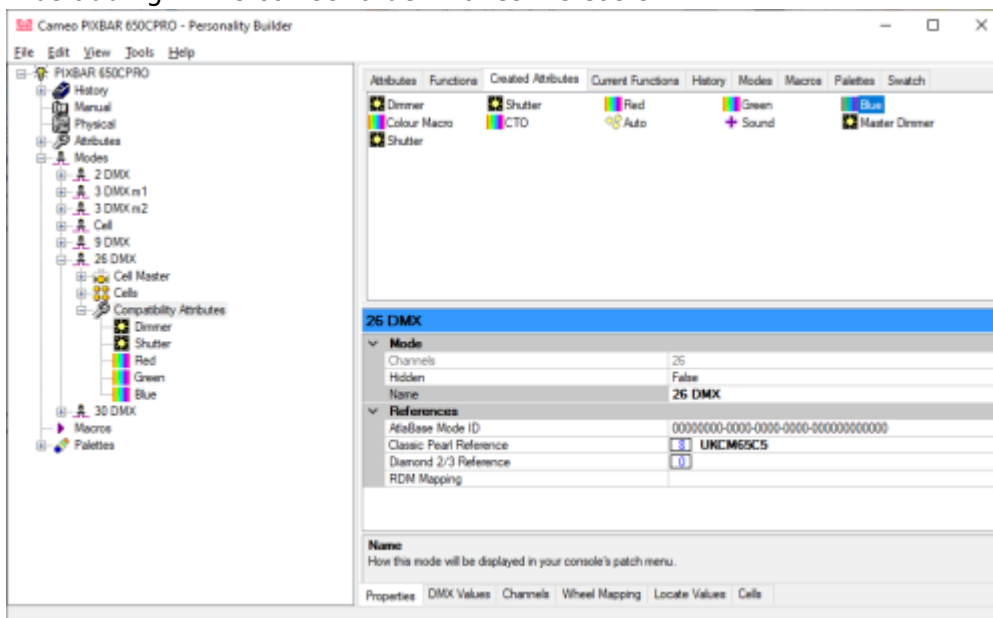 Cameo PIXBAR 650CPRO - Personality Builder
File Edit View Tools Help
PIXBAR 650CPRO
History
Manual
Physical
Attributes
Modes
2 DMX
3 DMX m1
3 DMX m2
Cell
9 DMX
26 DMX
Cell Master
Cells
Compatibility Attributes
Dimmer
Shutter
Red
Green
Blue
30 DMX
Macros
Palettes
Attributes Functions Created Attributes Current Functions History Modes Macros Palettes Swatch
Dimmer Shutter Red Green Blue
Colour Macro CTO Auto Sound Master Dimmer
Shutter
26 DMX
Mode
Channels 26
Hidden False
Name 26 DMX
References
AtlaBase Mode ID 00000000-0000-0000-0000-000000000000
Classic Pearl Reference 8 UKCM65C5
Diamond 2/3 Reference 0
RDM Mapping
Name
How this mode will be displayed in your console's patch menu.
Properties DMX Values Channels Wheel Mapping Locate Values Cells